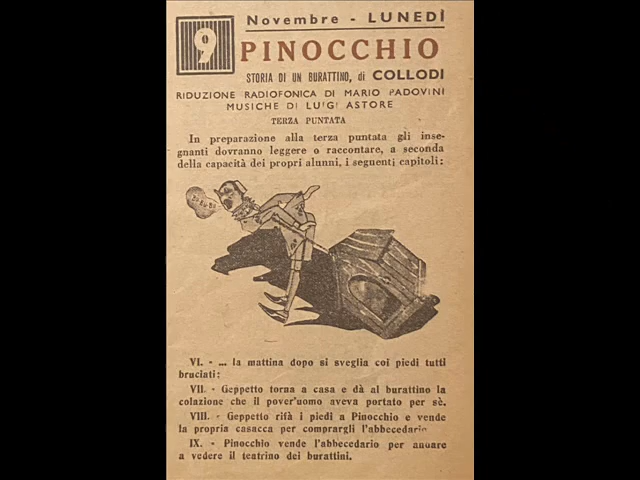 9
Novembre - LUNEDÌ
PINOCCHIO
STORIA DI UN BURATTINO, di COLLODI
RIDUZIONE RADIOFONICA DI MARIO PADOVINI
MUSICHE DI LUIGI ASTORE
TERZA PUNTATA
In preparazione alla terza puntata gli inse-
gnanti dovranno leggere o raccontare, a seconda
della capacità dei propri alunni, i seguenti capitoli:
VI. - ... la mattina dopo si sveglia coi piedi tutti
bruciati:
VII. - Geppetto torna a casa e dà al burattino la
colazione che il pover'uomo aveva portato per sè.
VIII. - Geppetto rifà i piedi a Pinocchio e vende
la propria casacca per comprargli l'abbecedario.
IX. - Pinocchio vende l'abbecedario per andare
a vedere il teatrino dei burattini.